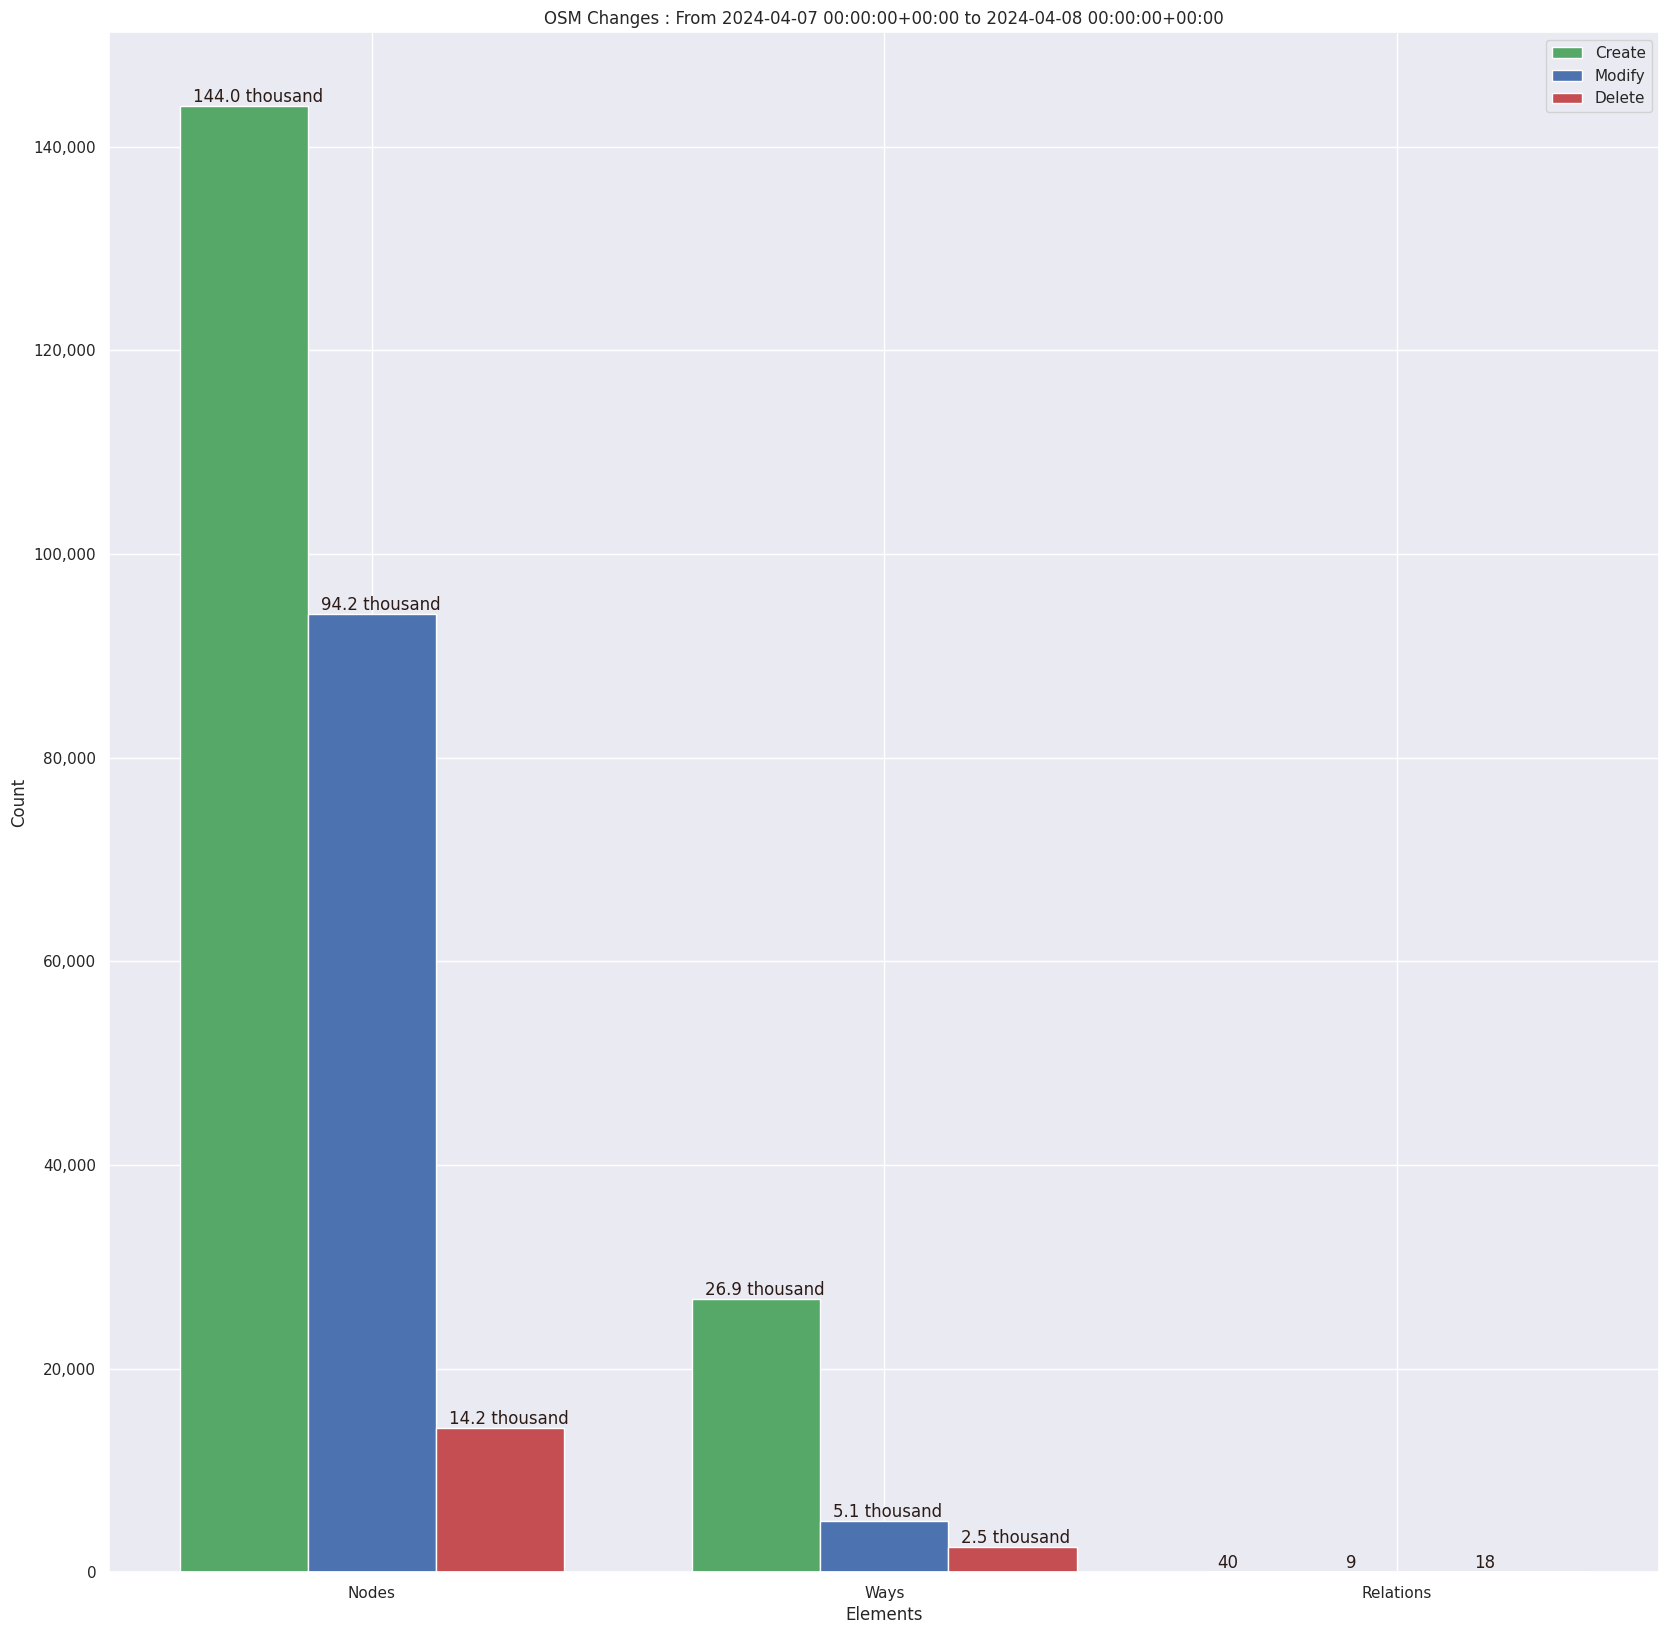 OSM Changes : From 2024-04-07 00:00:00+00:00 to 2024-04-08 00:00:00+00:00
Create
Modify
Delete
144.0 thousand
140,000
120,000
100,000
94.2 thousand
80,000
Count
60,000
40,000
26.9 thousand
20,000
14.2 thousand
5.1 thousand
2.5 thousand
40 9 18
0
Nodes Ways Relations
Elements